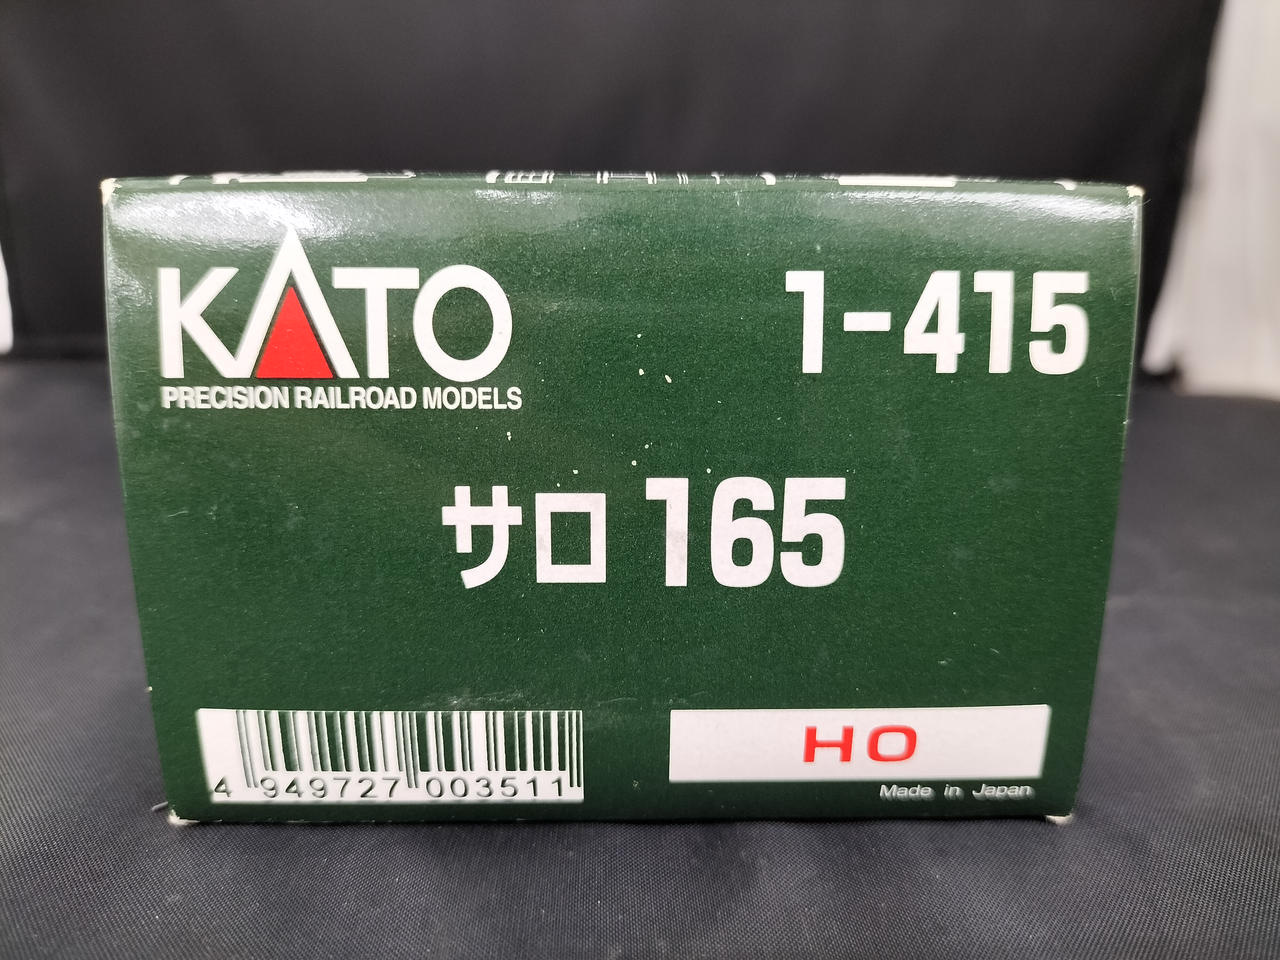 KATO
PRECISION RAILROAD MODELS
1-415
サロ 165
4 949727 003511
HO
Made in Japan